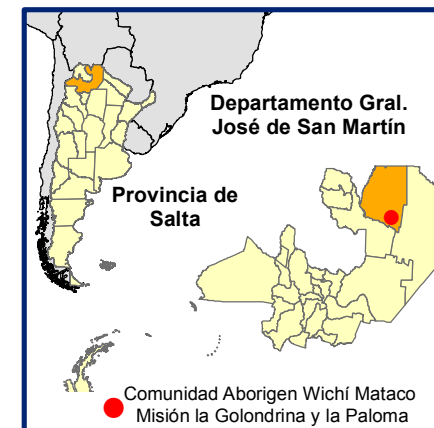 Departamento Gral.
José de San Martín
Provincia de
Salta
Comunidad Aborigen Wichí Mataco
Misión la Golondrina y la Paloma